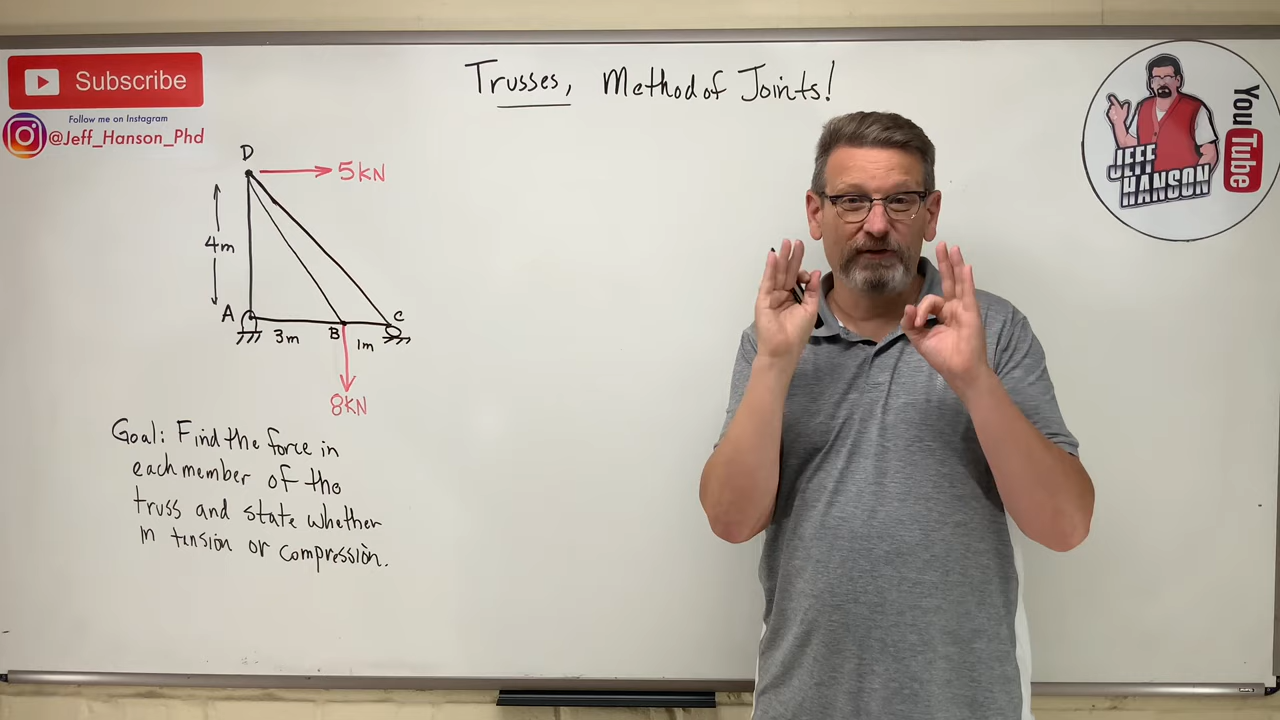 Subscribe
Follow me on Instagram
@Jeff_Hanson_Phd
Trusses, Method of Joints!
YouTube
JEFF
HANSON
D
5kN
4m
A
3m
B
1m
C
8kN
Goal: Find the force in
each member of the
truss and state whether
in tension or compression.